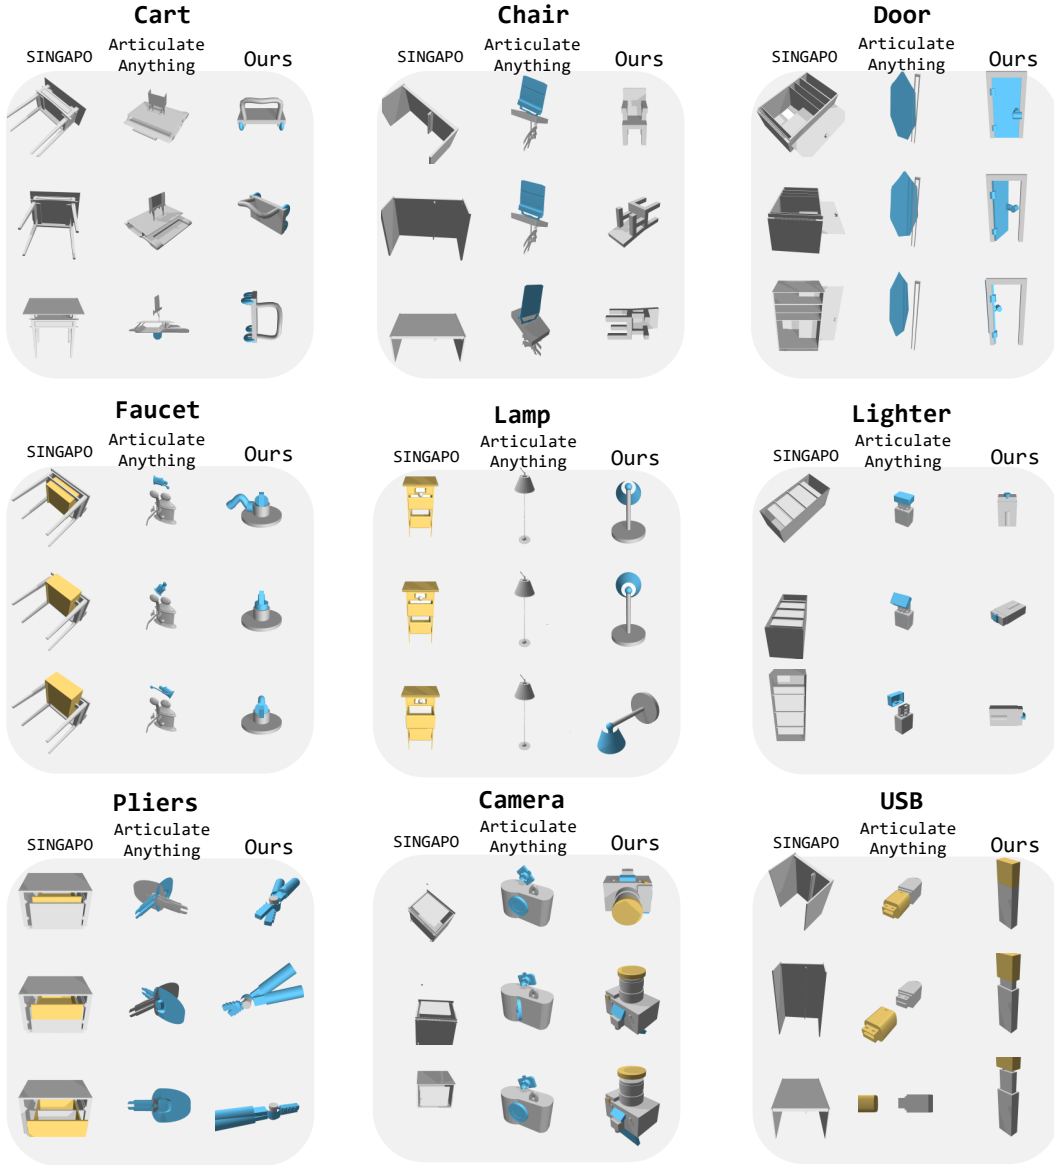 Cart
SINGAPO
Articulate
Anything
Ours
Chair
SINGAPO
Articulate
Anything
Ours
Door
SINGAPO
Articulate
Anything
Ours
Faucet
SINGAPO
Articulate
Anything
Ours
Lamp
SINGAPO
Articulate
Anything
Ours
Lighter
SINGAPO
Articulate
Anything
Ours
Pliers
SINGAPO
Articulate
Anything
Ours
Camera
SINGAPO
Articulate
Anything
Ours
USB
SINGAPO
Articulate
Anything
Ours